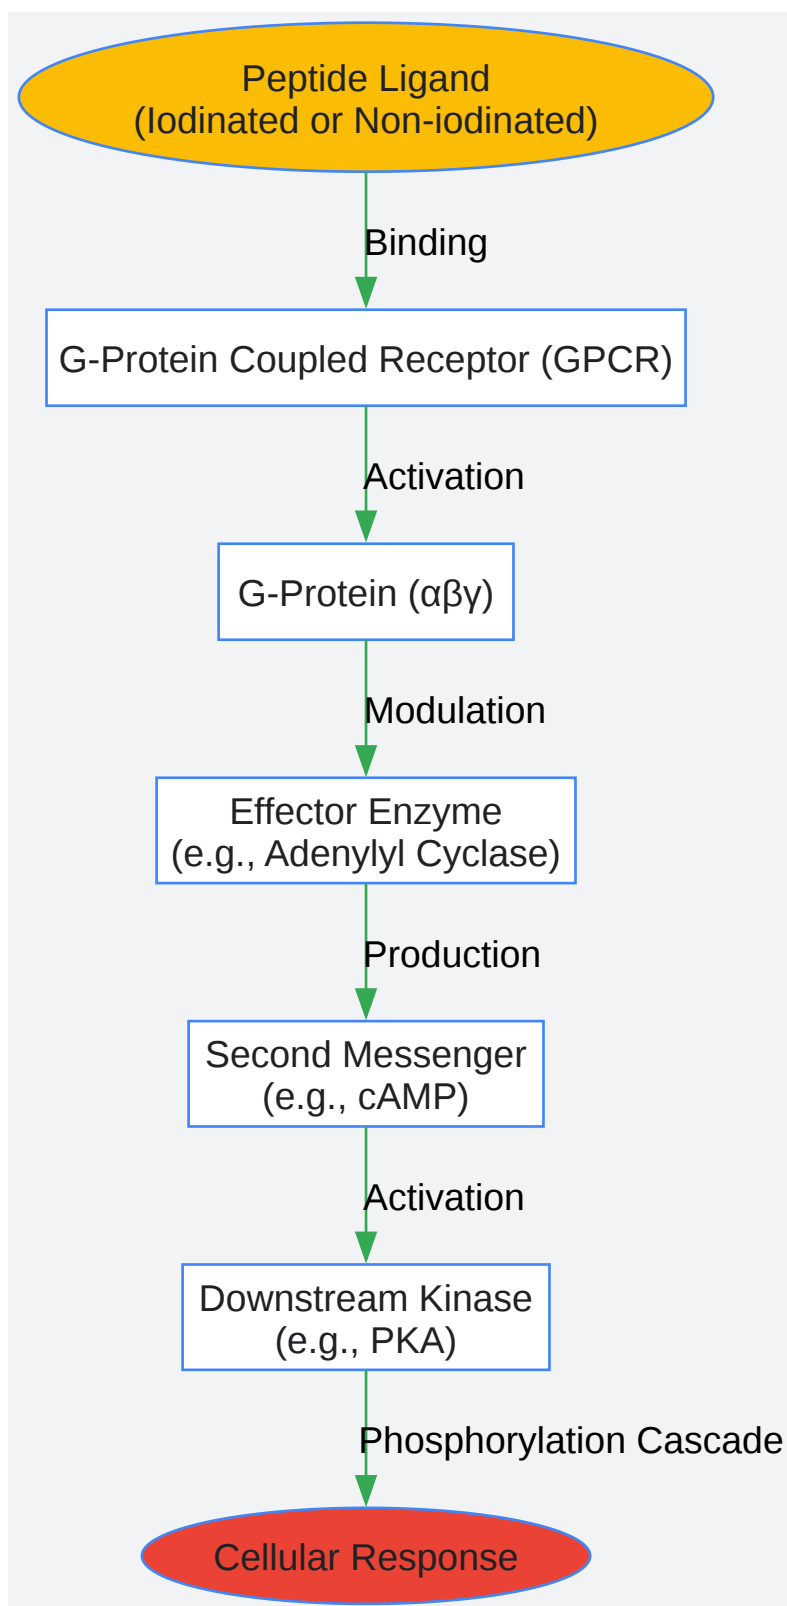 Peptide Ligand
(Iodinated or Non-iodinated)
Binding
G-Protein Coupled Receptor (GPCR)
Activation
G-Protein (αβγ)
Modulation
Effector Enzyme
(e.g., Adenylyl Cyclase)
Production
Second Messenger
(e.g., cAMP)
Activation
Downstream Kinase
(e.g., PKA)
Phosphorylation Cascade
Cellular Response